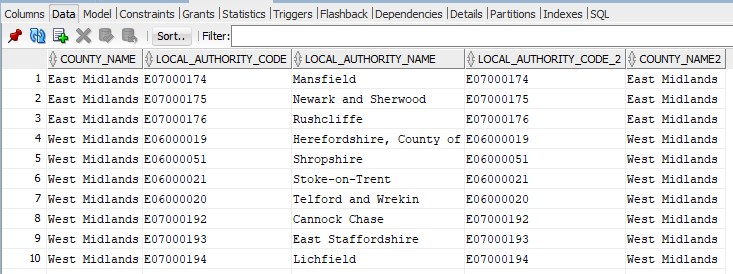 Columns Data Model Constraints Grants Statistics Triggers Flashback Dependencies Details Partitions Indexes SQL
Sort.. Filter:
COUNTY_NAME LOCAL_AUTHORITY_CODE LOCAL_AUTHORITY_NAME LOCAL_AUTHORITY_CODE_2 COUNTY_NAME2
1 East Midlands E07000174 Mansfield E07000174 East Midlands
2 East Midlands E07000175 Newark and Sherwood E07000175 East Midlands
3 East Midlands E07000176 Rushcliffe E07000176 East Midlands
4 West Midlands E06000019 Herefordshire, County of E06000019 West Midlands
5 West Midlands E06000051 Shropshire E06000051 West Midlands
6 West Midlands E06000021 Stoke-on-Trent E06000021 West Midlands
7 West Midlands E06000020 Telford and Wrekin E06000020 West Midlands
8 West Midlands E07000192 Cannock Chase E07000192 West Midlands
9 West Midlands E07000193 East Staffordshire E07000193 West Midlands
10 West Midlands E07000194 Lichfield E07000194 West Midlands